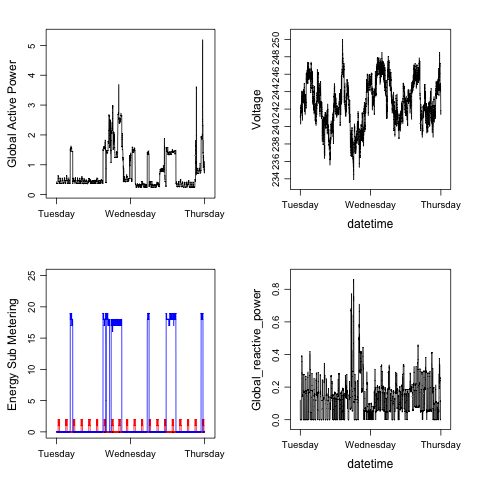 Global Active Power
0 1 2 3 4 5
Tuesday Wednesday Thursday
Voltage
234 236 238 240 242 244 246 248 250
Tuesday Wednesday Thursday
datetime
Energy Sub Metering
0 5 10 15 20 25
Tuesday Wednesday Thursday
Global_reactive_power
0.0 0.2 0.4 0.6 0.8
Tuesday Wednesday Thursday
datetime